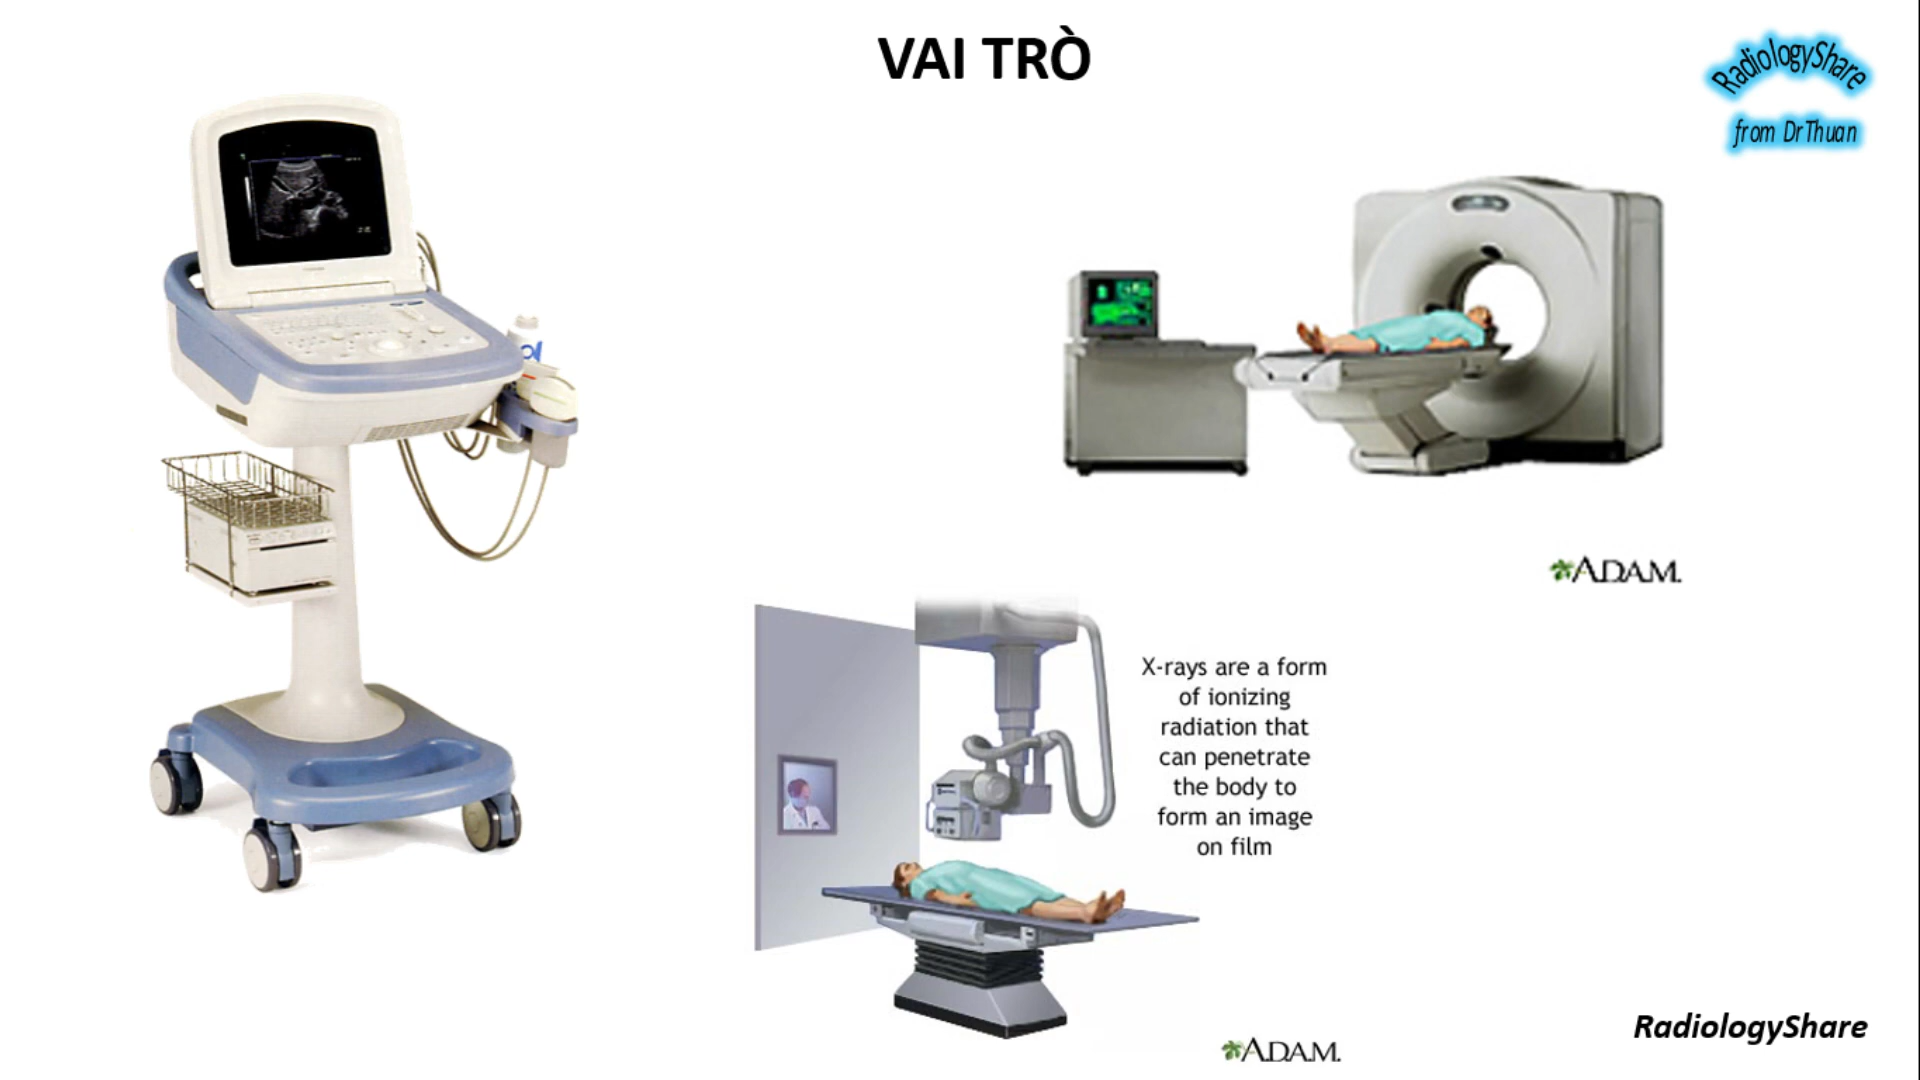 VAI TRÒ
RadiologyShare
from DrThuan
ADAM.
X-rays are a form
of ionizing
radiation that
can penetrate
the body to
form an image
on film
RadiologyShare
ADAM.